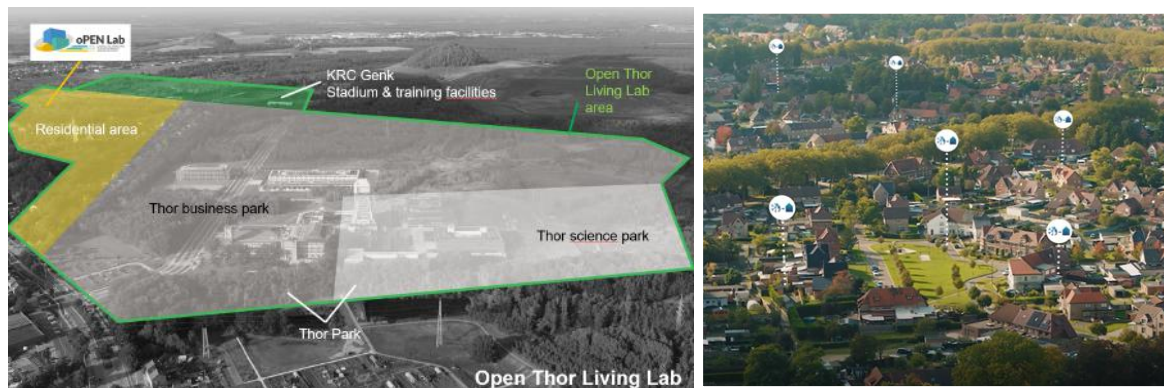 oPEN Lab
KRC Genk
Stadium & training facilities
Open Thor
Living Lab
area
Residential area
Thor business park
Thor science park
Thor Park
Open Thor Living Lab